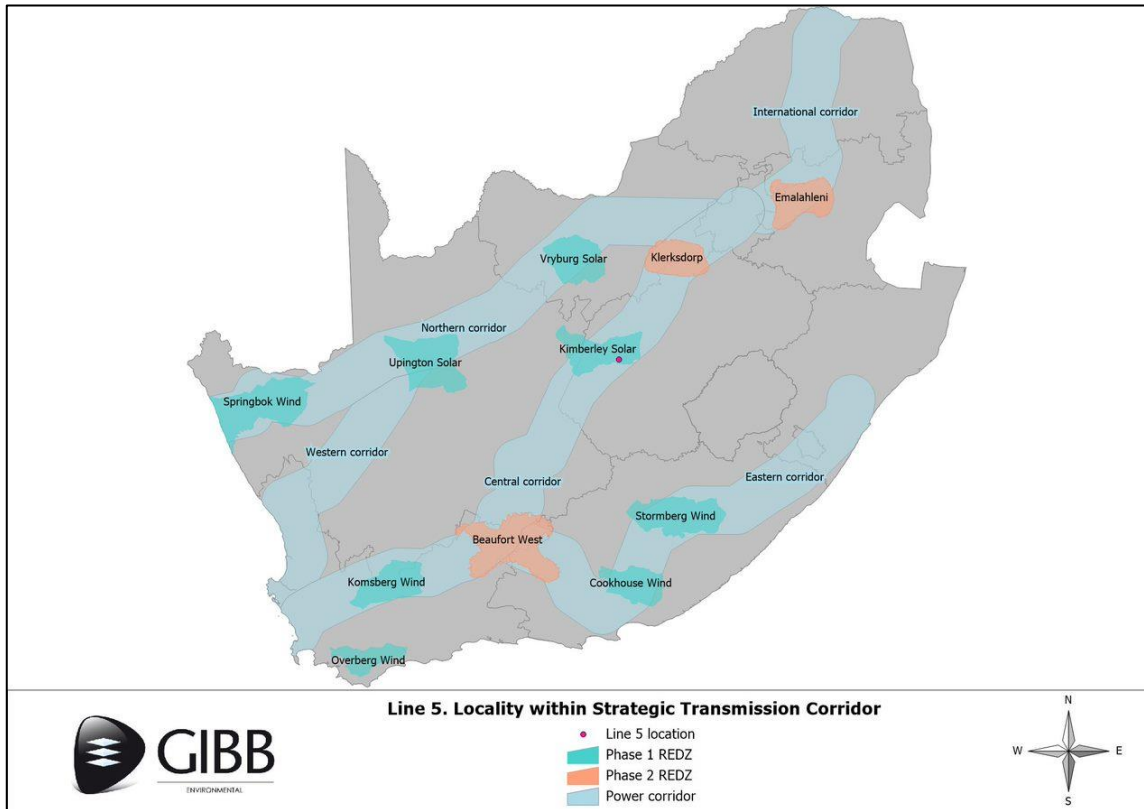 International corridor
Emalahleni
Vryburg Solar
Klerksdorp
Northern corridor
Kimberley Solar
Upington Solar
Springbok Wind
Western corridor
Central corridor
Eastern corridor
Stormberg Wind
Beaufort West
Komsberg Wind
Cookhouse Wind
Overberg Wind
Line 5. Locality within Strategic Transmission Corridor
Line 5 location
Phase 1 REDZ
Phase 2 REDZ
Power corridor
GIBB
ENVIRONMENTAL
N
W
E
S